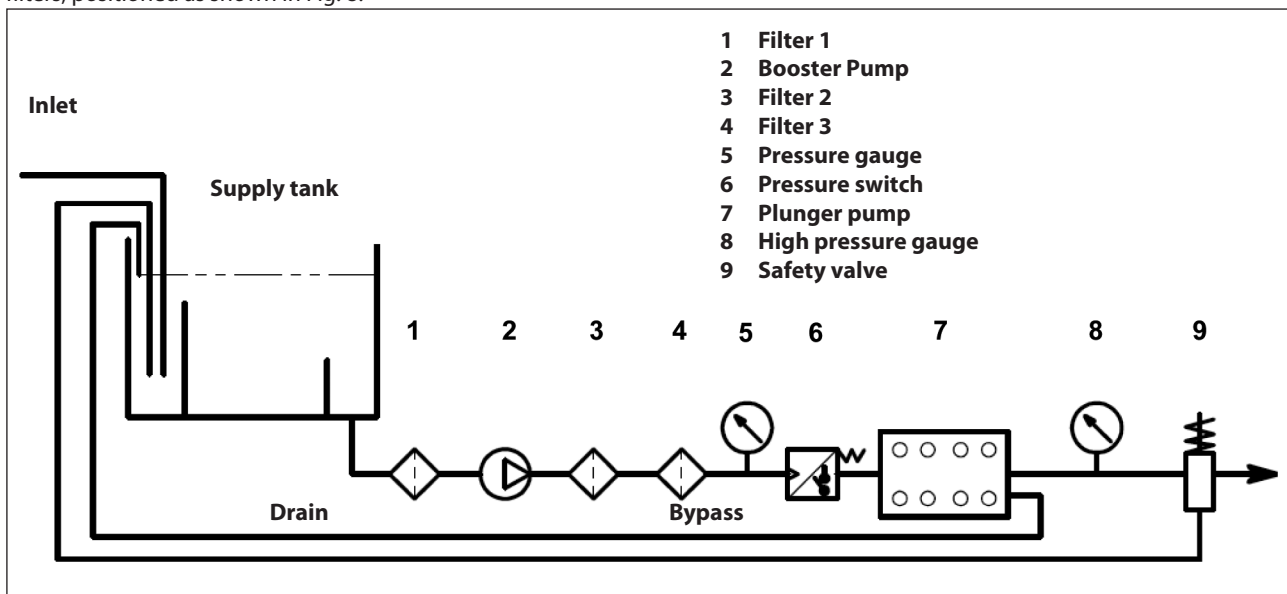 filters, positioned as shown in Fig. 8.
1 Filter 1
2 Booster Pump
3 Filter 2
4 Filter 3
5 Pressure gauge
6 Pressure switch
7 Plunger pump
8 High pressure gauge
9 Safety valve
Inlet
Supply tank
1 2 3 4 5 6 7 8 9
Drain
Bypass